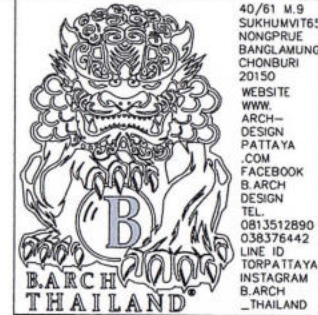 B
B.ARCH
THAILAND®
40/61 M.9
SUKHUMVIT65
NONGPRUE
BANGLAMUNG
CHONBURI
20150
WEBSITE
WWW.
ARCH-
DESIGN
PATTAYA
.COM
FACEBOOK
B.ARCH
DESIGN
TEL.
0813512890
038376442
LINE ID
TORPATTAYA
INSTAGRAM
B.ARCH
_THAILAND